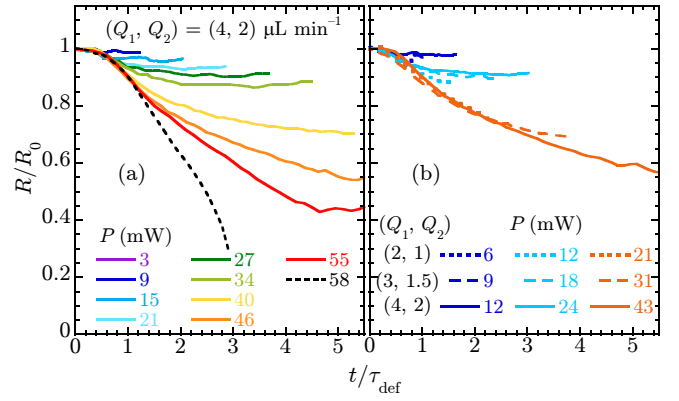 (Q₁, Q₂) = (4, 2) μL min⁻¹
1
0.8
0.6
0.4
0.2
0
R/R₀
(a)
P (mW)
3
9
15
21
27
34
40
46
55
58
0 1 2 3 4 5
(b)
(Q₁, Q₂) P (mW)
(2, 1) 6 12 21
(3, 1.5) 9 18 31
(4, 2) 12 24 43
0 1 2 3 4 5
t/τ_def